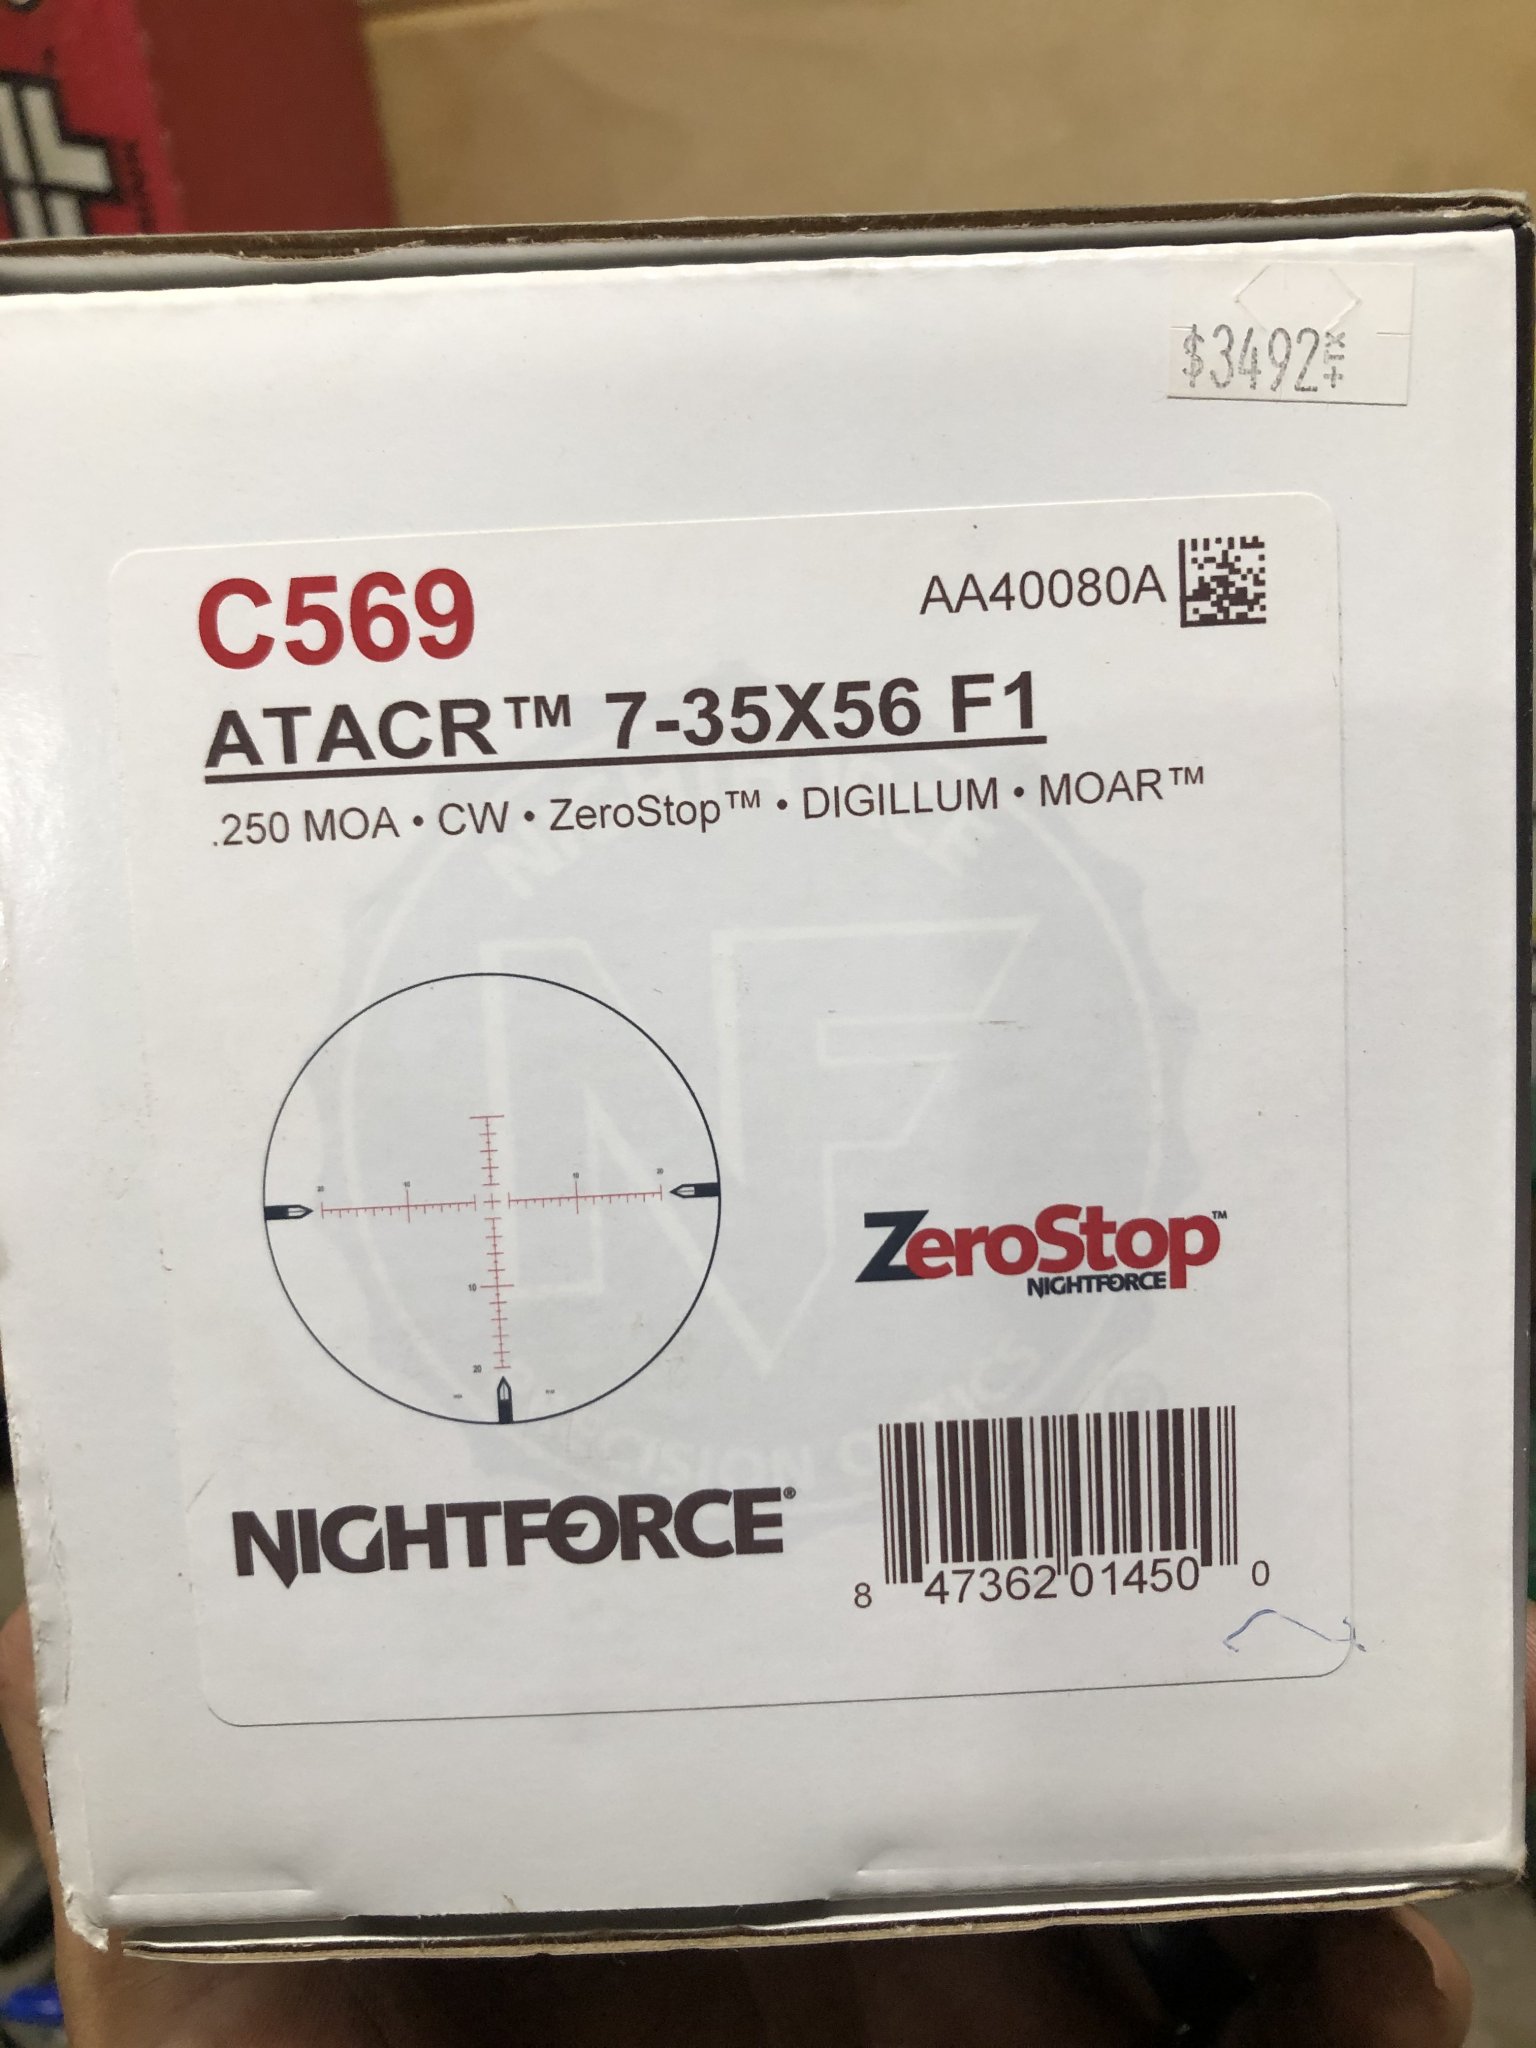 $3492
C569
AA40080A
ATACR™ 7-35X56 F1
.250 MOA • CW • ZeroStop™ • DIGILLUM • MOAR™
20 10 10 20
10
20
ZeroStop™
NIGHTFORCE
NIGHTFORCE®
8 47362 01450 0